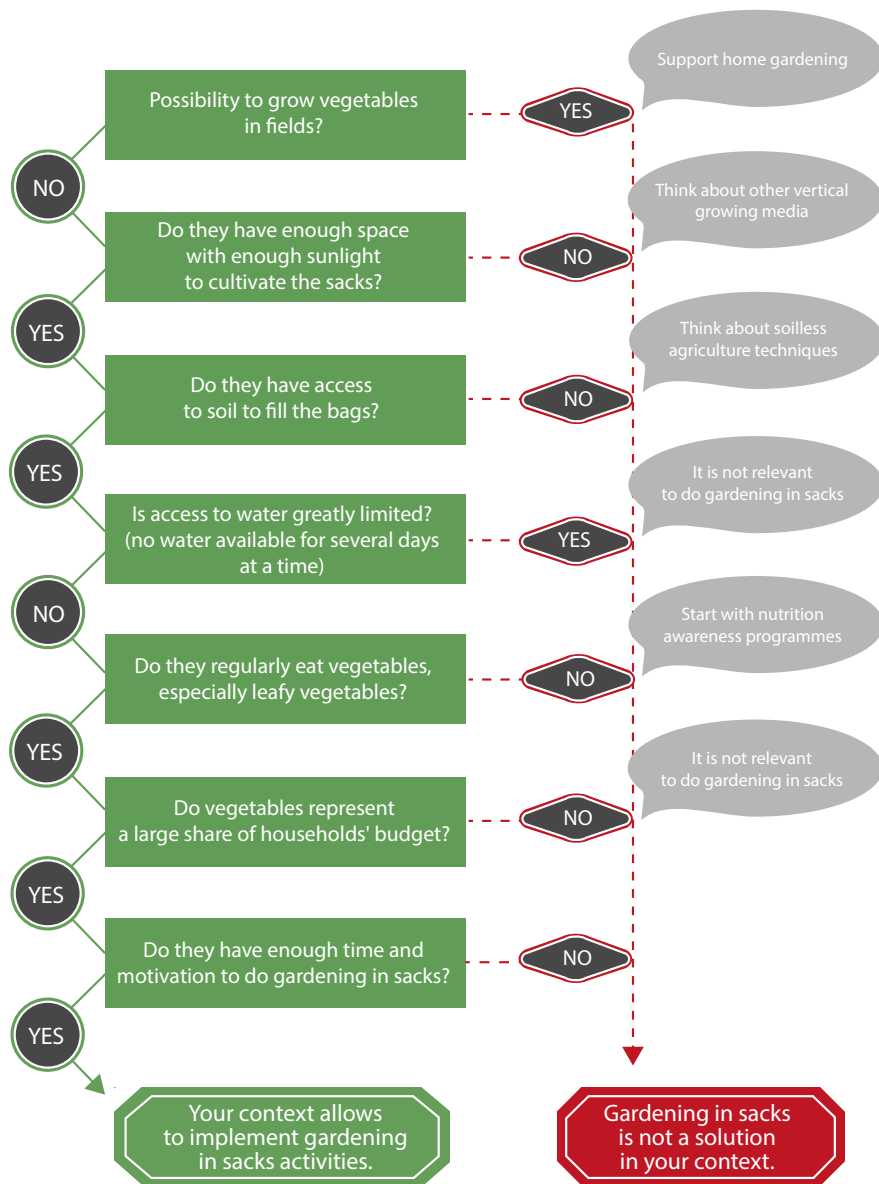 Support home gardening
Possibility to grow vegetables
in fields?
YES
NO
Think about other vertical
growing media
Do they have enough space
with enough sunlight
to cultivate the sacks?
NO
YES
Think about soilless
agriculture techniques
Do they have access
to soil to fill the bags?
NO
YES
It is not relevant
to do gardening in sacks
Is access to water greatly limited?
(no water available for several days
at a time)
YES
NO
Start with nutrition
awareness programmes
Do they regularly eat vegetables,
especially leafy vegetables?
NO
YES
It is not relevant
to do gardening in sacks
Do vegetables represent
a large share of households' budget?
NO
YES
Do they have enough time and
motivation to do gardening in sacks?
NO
YES
Your context allows
to implement gardening
in sacks activities.
Gardening in sacks
is not a solution
in your context.